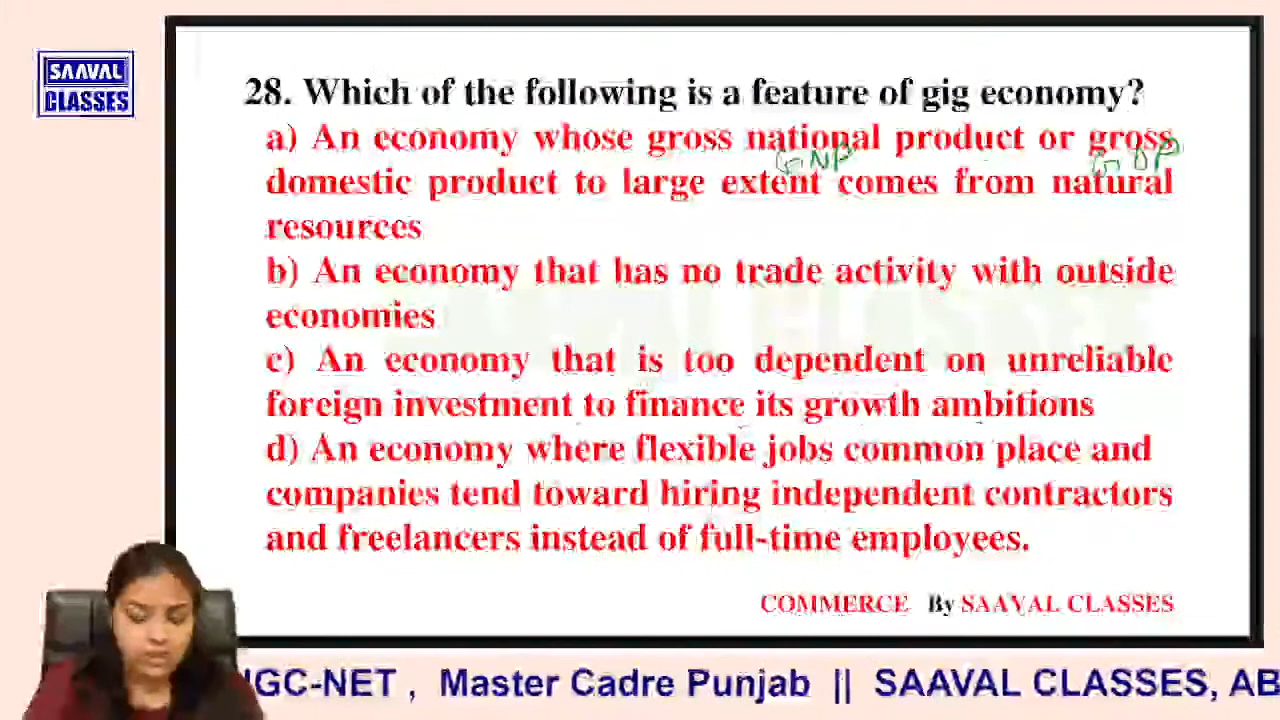 SAAVAL
CLASSES
28. Which of the following is a feature of gig economy?
a) An economy whose gross national product or gross
GNP GDP
domestic product to large extent comes from natural
resources
b) An economy that has no trade activity with outside
economies
c) An economy that is too dependent on unreliable
foreign investment to finance its growth ambitions
d) An economy where flexible jobs common place and
companies tend toward hiring independent contractors
and freelancers instead of full-time employees.
COMMERCE By SAAVAL CLASSES
NGC-NET , Master Cadre Punjab || SAAVAL CLASSES, AB